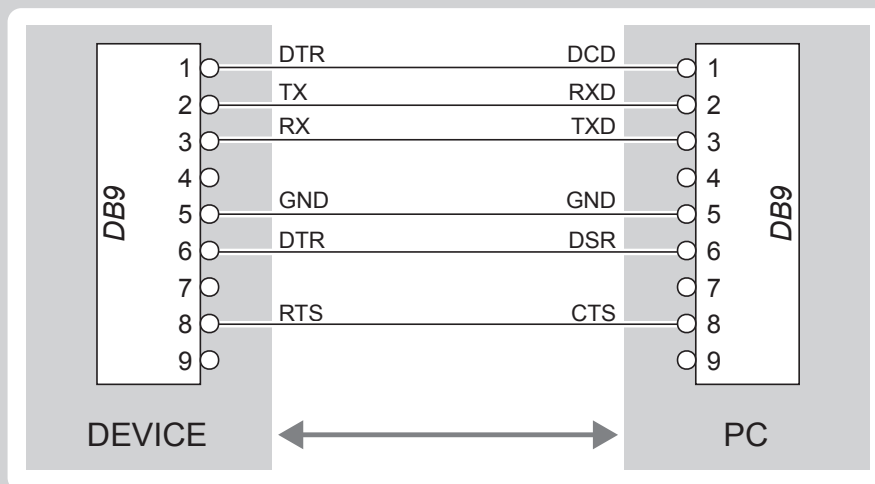 1 DTR DCD 1
2 TX RXD 2
3 RX TXD 3
4 4
5 GND GND 5
6 DTR DSR 6
7 7
8 RTS CTS 8
9 9
DB9 DB9
DEVICE PC